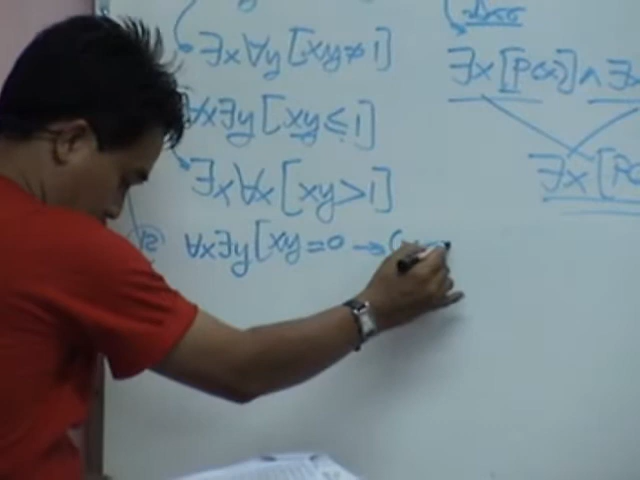 ∃x∀y[xy≠1]
∀x∃y[xy≤1]
∃x∀x[xy>1]
∀x∃y[xy=0→(
∃x[P(x)]∧∃x
∃x[P(